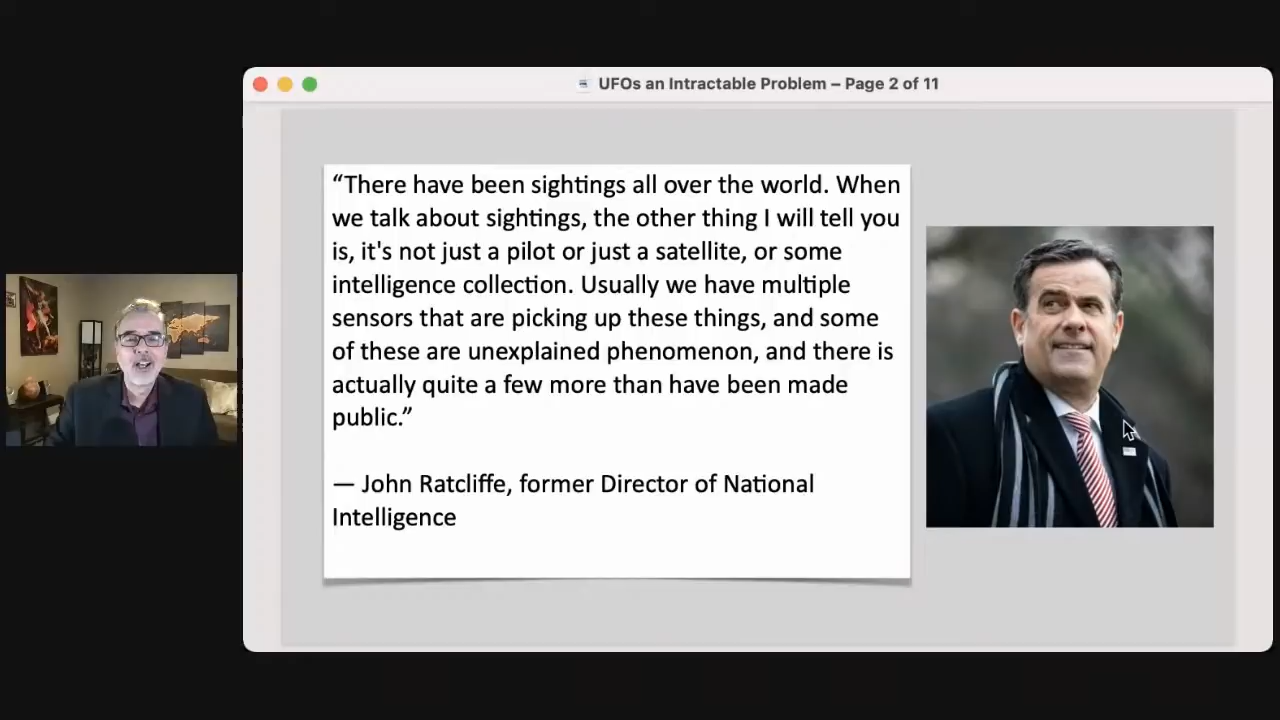 UFOs an Intractable Problem – Page 2 of 11
“There have been sightings all over the world. When
we talk about sightings, the other thing I will tell you
is, it's not just a pilot or just a satellite, or some
intelligence collection. Usually we have multiple
sensors that are picking up these things, and some
of these are unexplained phenomenon, and there is
actually quite a few more than have been made
public.”
— John Ratcliffe, former Director of National
Intelligence